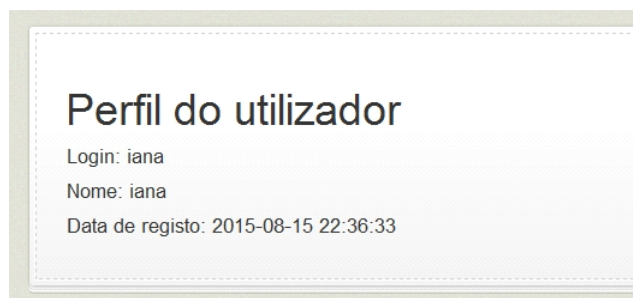 Perfil do utilizador
Login: iana
Nome: iana
Data de registo: 2015-08-15 22:36:33